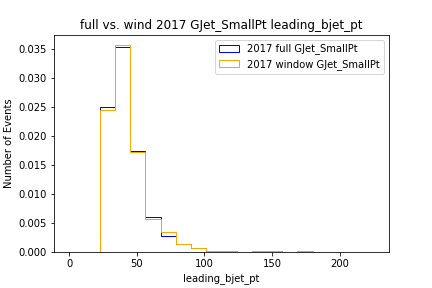 full vs. wind 2017 GJet_SmallPt leading_bjet_pt
2017 full GJet_SmallPt
2017 window GJet_SmallPt
Number of Events
0.035
0.030
0.025
0.020
0.015
0.010
0.005
0.000
0 50 100 150 200
leading_bjet_pt